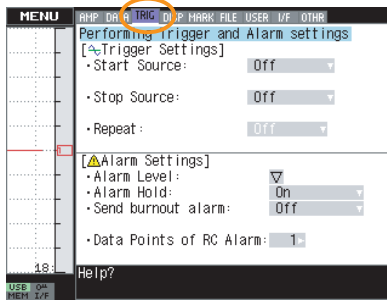 MENU
AMP DATA TRIG DISP MARK FILE USER I/F OTHR
Performing Trigger and Alarm settings
[Trigger Settings]
・Start Source: Off
・Stop Source: Off
・Repeat: Off
[Alarm Settings]
・Alarm Level: ▽
・Alarm Hold: On
・Send burnout alarm: Off
・Data Points of RC Alarm: 1
18:
Help?
USB
MEM I/F